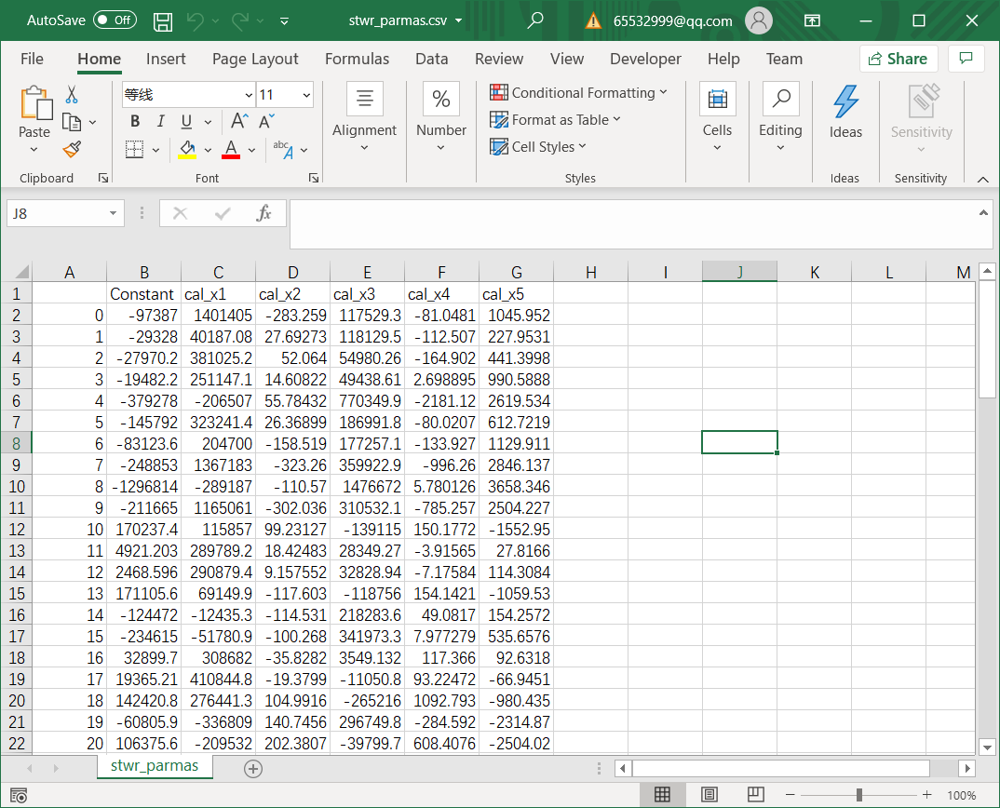 AutoSave Off stwr_parmas.csv 65532999@qq.com
File Home Insert Page Layout Formulas Data Review View Developer Help Team Share
Paste
等线 11
B I U A A
A abc A
Alignment
%
Number
Conditional Formatting
Format as Table
Cell Styles
Cells
Editing
Ideas
Sensitivity
Clipboard Font Styles Ideas Sensitivity
J8 fx
A B C D E F G H I J K L M
1 Constant cal_x1 cal_x2 cal_x3 cal_x4 cal_x5
2 0 -97387 1401405 -283.259 117529.3 -81.0481 1045.952
3 1 -29328 40187.08 27.69273 118129.5 -112.507 227.9531
4 2 -27970.2 381025.2 52.064 54980.26 -164.902 441.3998
5 3 -19482.2 251147.1 14.60822 49438.61 2.698895 990.5888
6 4 -379278 -206507 55.78432 770349.9 -2181.12 2619.534
7 5 -145792 323241.4 26.36899 186991.8 -80.0207 612.7219
8 6 -83123.6 204700 -158.519 177257.1 -133.927 1129.911
9 7 -248853 1367183 -323.26 359922.9 -996.26 2846.137
10 8 -1296814 -289187 -110.57 1476672 5.780126 3658.346
11 9 -211665 1165061 -302.036 310532.1 -785.257 2504.227
12 10 170237.4 115857 99.23127 -139115 150.1772 -1552.95
13 11 4921.203 289789.2 18.42483 28349.27 -3.91565 27.8166
14 12 2468.596 290879.4 9.157552 32828.94 -7.17584 114.3084
15 13 171105.6 69149.9 -117.603 -118756 154.1421 -1059.53
16 14 -124472 -12435.3 -114.531 218283.6 49.0817 154.2572
17 15 -234615 -51780.9 -100.268 341973.3 7.977279 535.6576
18 16 32899.7 308682 -35.8282 3549.132 117.366 92.6318
19 17 19365.21 410844.8 -19.3799 -11050.8 93.22472 -66.9451
20 18 142420.8 276441.3 104.9916 -265216 1092.793 -980.435
21 19 -60805.9 -336809 140.7456 296749.8 -284.592 -2314.87
22 20 106375.6 -209532 202.3807 -39799.7 608.4076 -2504.02
stwr_parmas
100%